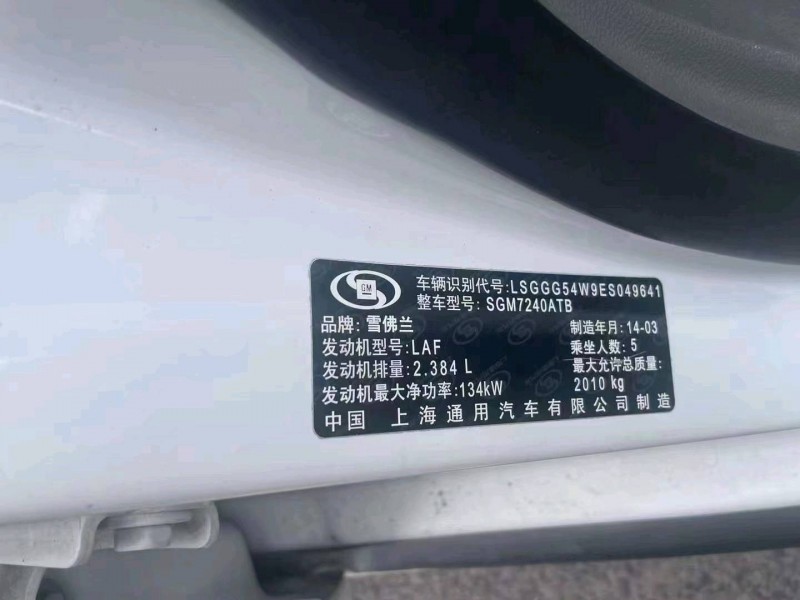 GM
车辆识别代号:LSGGG54W9ES049641
整车型号: SGM7240ATB
品牌: 雪佛兰
制造年月: 14-03
发动机型号: LAF
乘坐人数: 5
发动机排量: 2.384 L
最大允许总质量:
2010 kg
发动机最大净功率: 134kW
中国 上海通用汽车有限公司制造